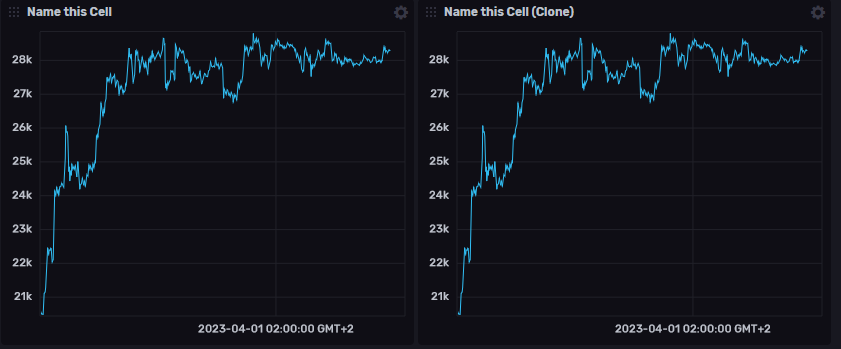 Name this Cell
28k
27k
26k
25k
24k
23k
22k
21k
2023-04-01 02:00:00 GMT+2
Name this Cell (Clone)
28k
27k
26k
25k
24k
23k
22k
21k
2023-04-01 02:00:00 GMT+2